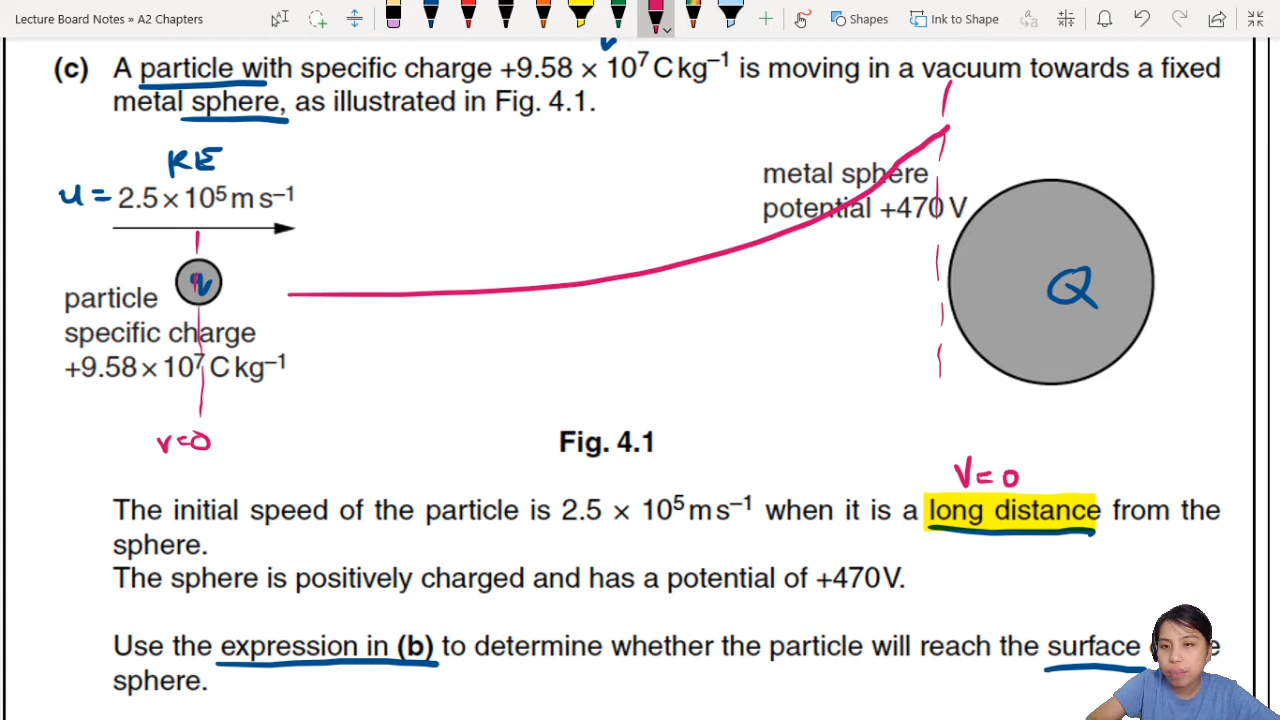 Lecture Board Notes » A2 Chapters
Shapes
Ink to Shape
(c) A particle with specific charge +9.58 × 10⁷ C kg⁻¹ is moving in a vacuum towards a fixed
metal sphere, as illustrated in Fig. 4.1.
KE
u = 2.5 × 10⁵ m s⁻¹
metal sphere
potential +470 V
q
Q
particle
specific charge
+9.58 × 10⁷ C kg⁻¹
v=0
Fig. 4.1
V=0
The initial speed of the particle is 2.5 × 10⁵ m s⁻¹ when it is a long distance from the
sphere.
The sphere is positively charged and has a potential of +470 V.
Use the expression in (b) to determine whether the particle will reach the surface
sphere.